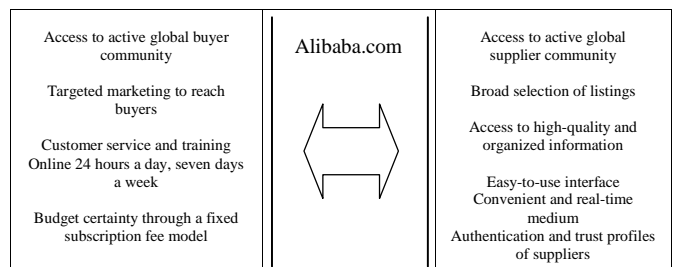 Access to active global buyer
community
Targeted marketing to reach
buyers
Customer service and training
Online 24 hours a day, seven days
a week
Budget certainty through a fixed
subscription fee model
Alibaba.com
Access to active global
supplier community
Broad selection of listings
Access to high-quality and
organized information
Easy-to-use interface
Convenient and real-time
medium
Authentication and trust profiles
of suppliers